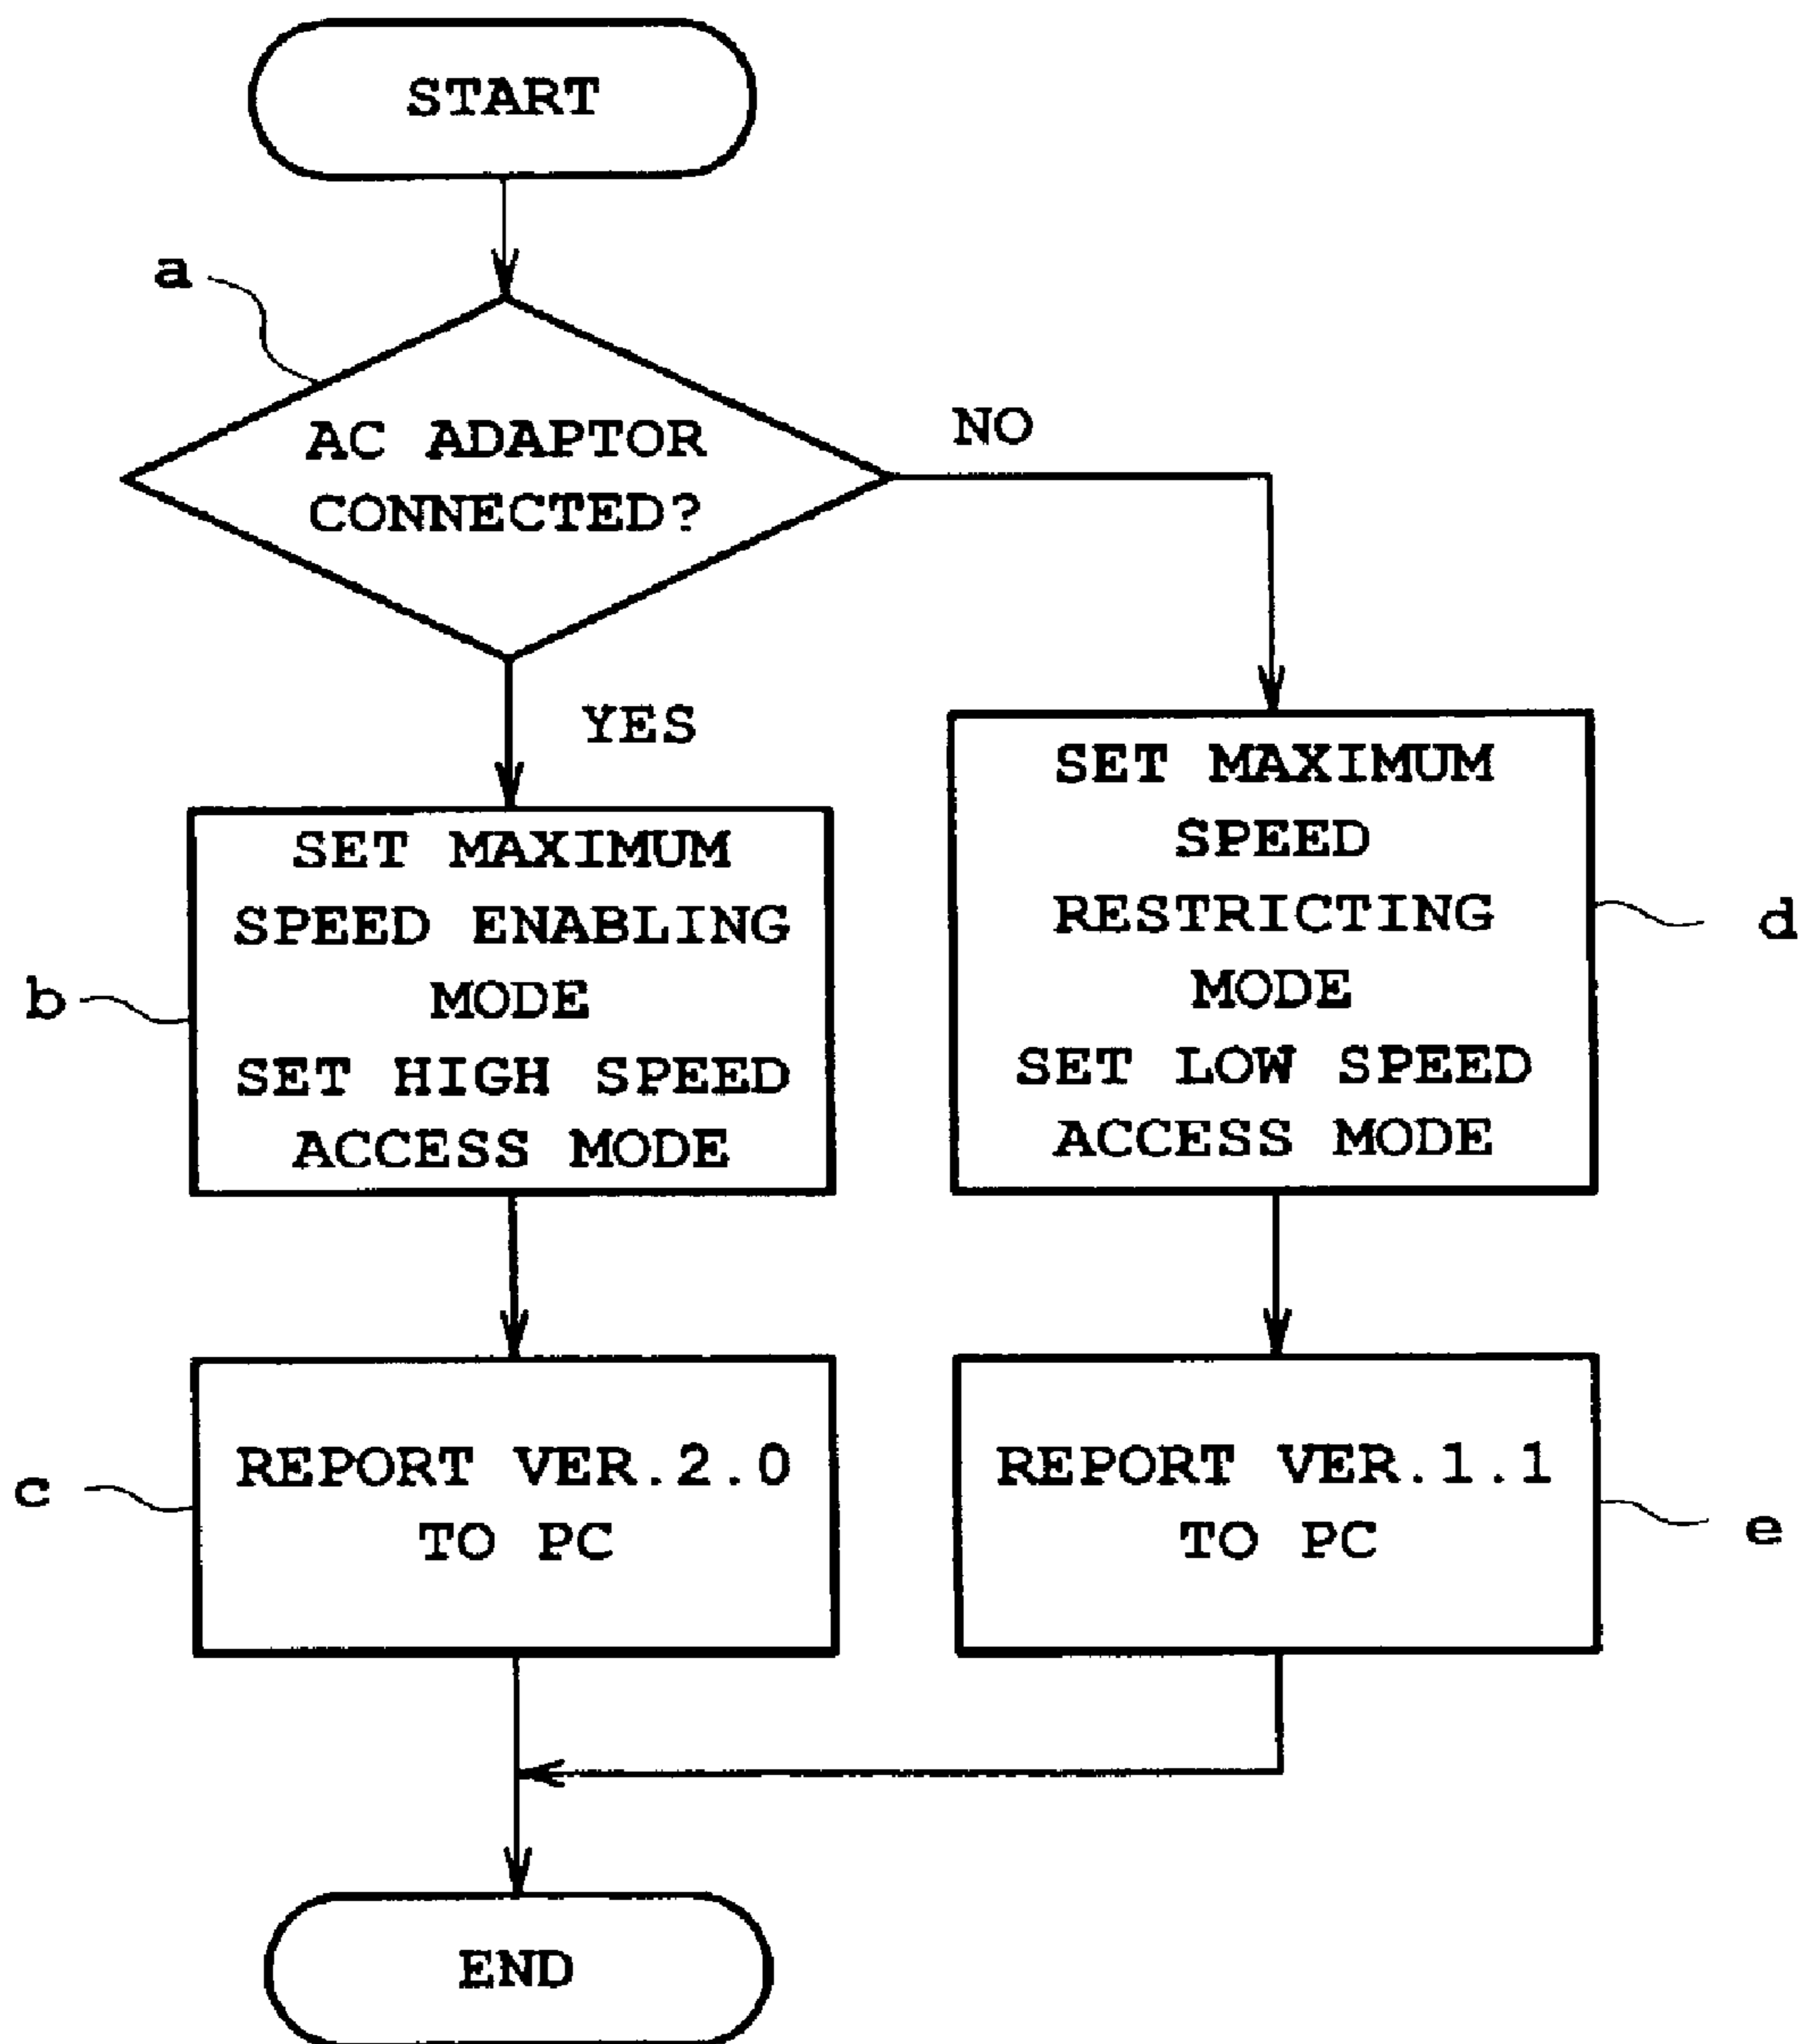 START
a
AC ADAPTOR
CONNECTED?
NO
YES
SET MAXIMUM
SPEED ENABLING
MODE
SET HIGH SPEED
ACCESS MODE
b
SET MAXIMUM
SPEED
RESTRICTING
MODE
SET LOW SPEED
ACCESS MODE
d
REPORT VER.2.0
TO PC
c
REPORT VER.1.1
TO PC
e
END